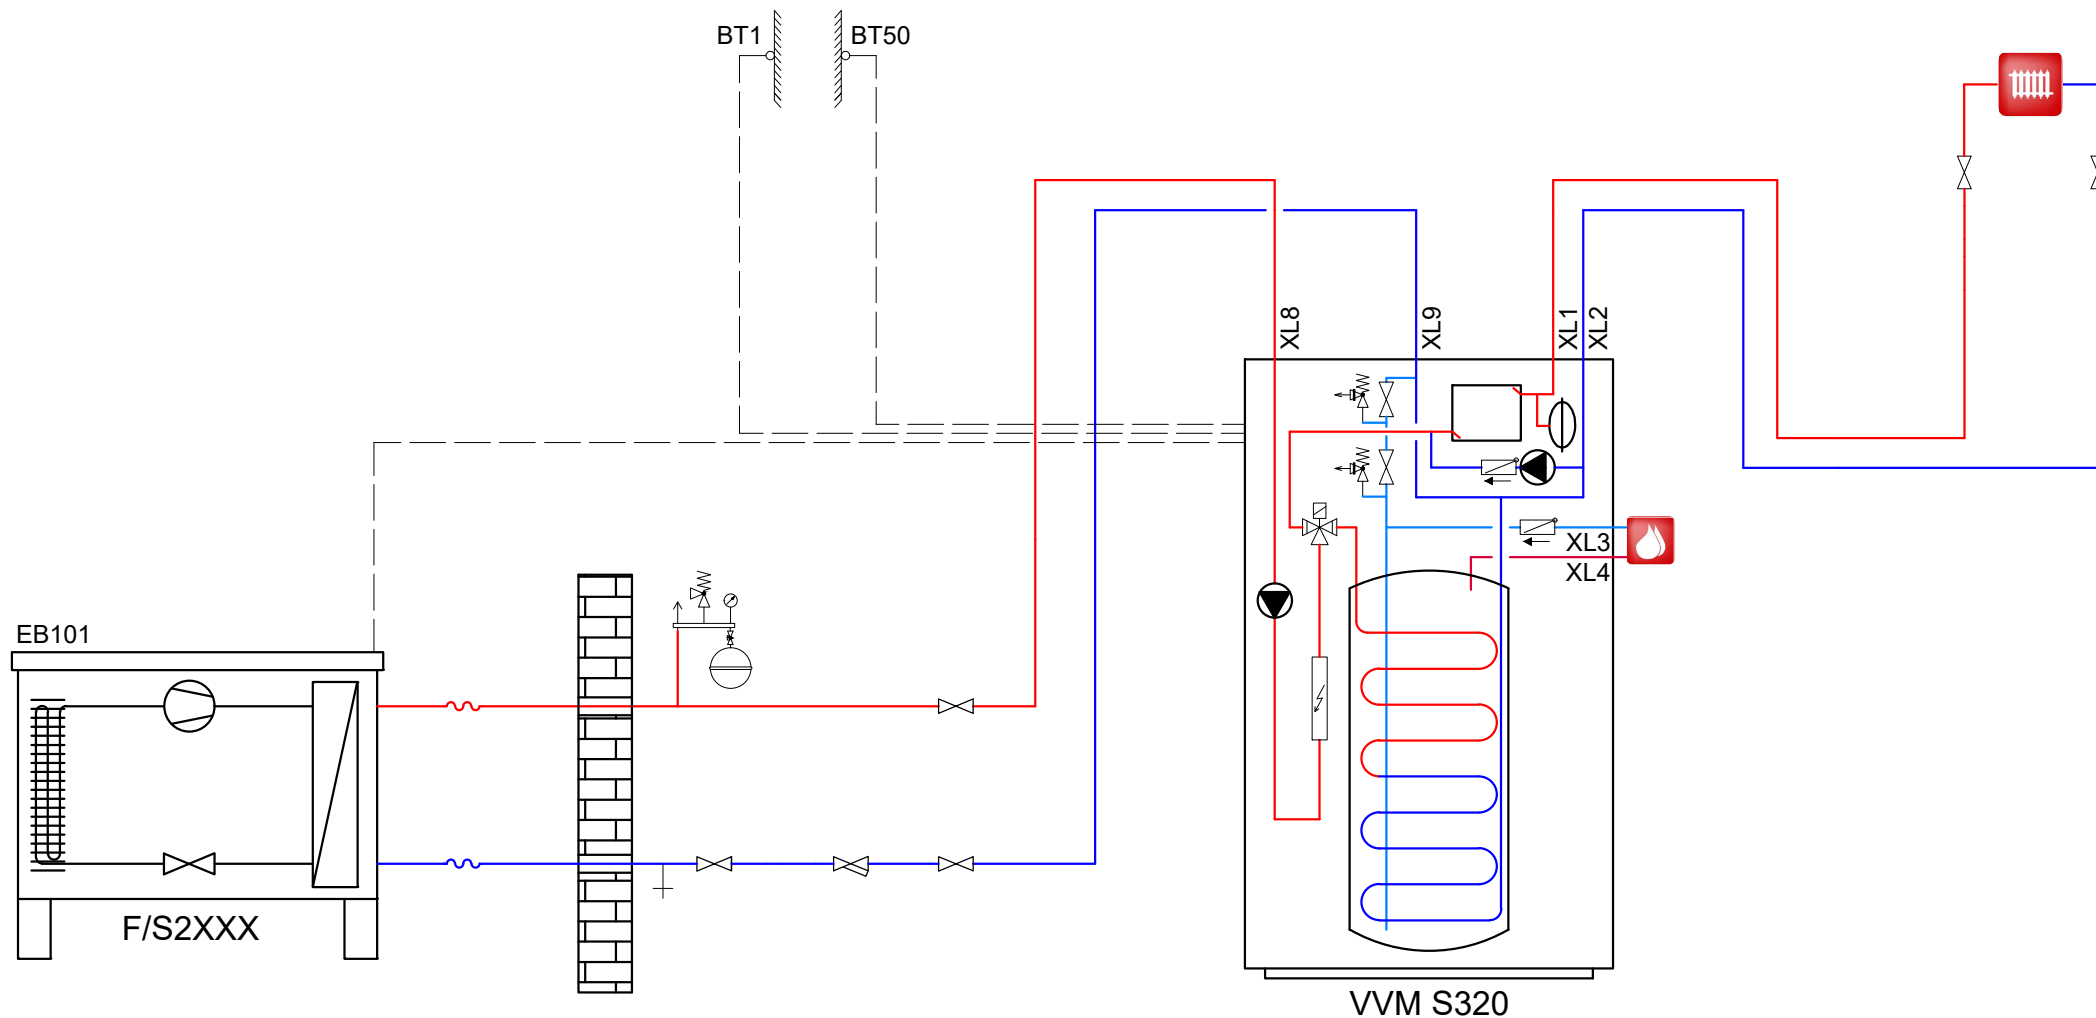 BT1
BT50
XL8
XL9
XL1
XL2
XL3
XL4
EB101
F/S2XXX
VVM S320